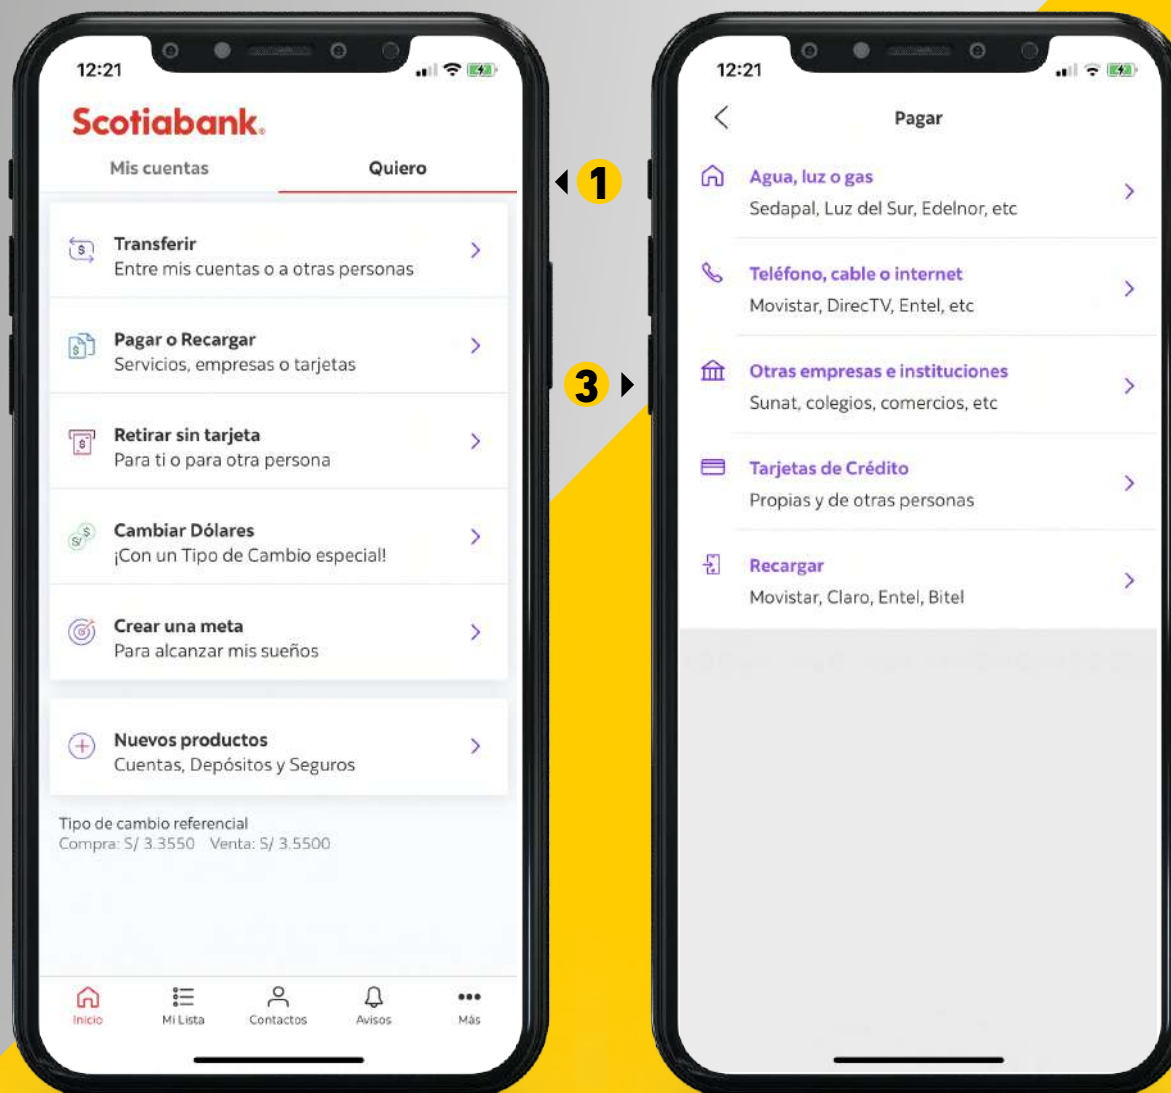 12:21
Scotiabank®
Mis cuentas
Quiero
Transferir
Entre mis cuentas o a otras personas
Pagar o Recargar
Servicios, empresas o tarjetas
Retirar sin tarjeta
Para ti o para otra persona
Cambiar Dólares
¡Con un Tipo de Cambio especial!
Crear una meta
Para alcanzar mis sueños
Nuevos productos
Cuentas, Depósitos y Seguros
Tipo de cambio referencial
Compra: S/ 3.3550 Venta: S/ 3.5500
Inicio
Mi Lista
Contactos
Avisos
Más
1
3
12:21
Pagar
Agua, luz o gas
Sedapal, Luz del Sur, Edelnor, etc
Teléfono, cable o internet
Movistar, DirecTV, Entel, etc
Otras empresas e instituciones
Sunat, colegios, comercios, etc
Tarjetas de Crédito
Propias y de otras personas
Recargar
Movistar, Claro, Entel, Bitel